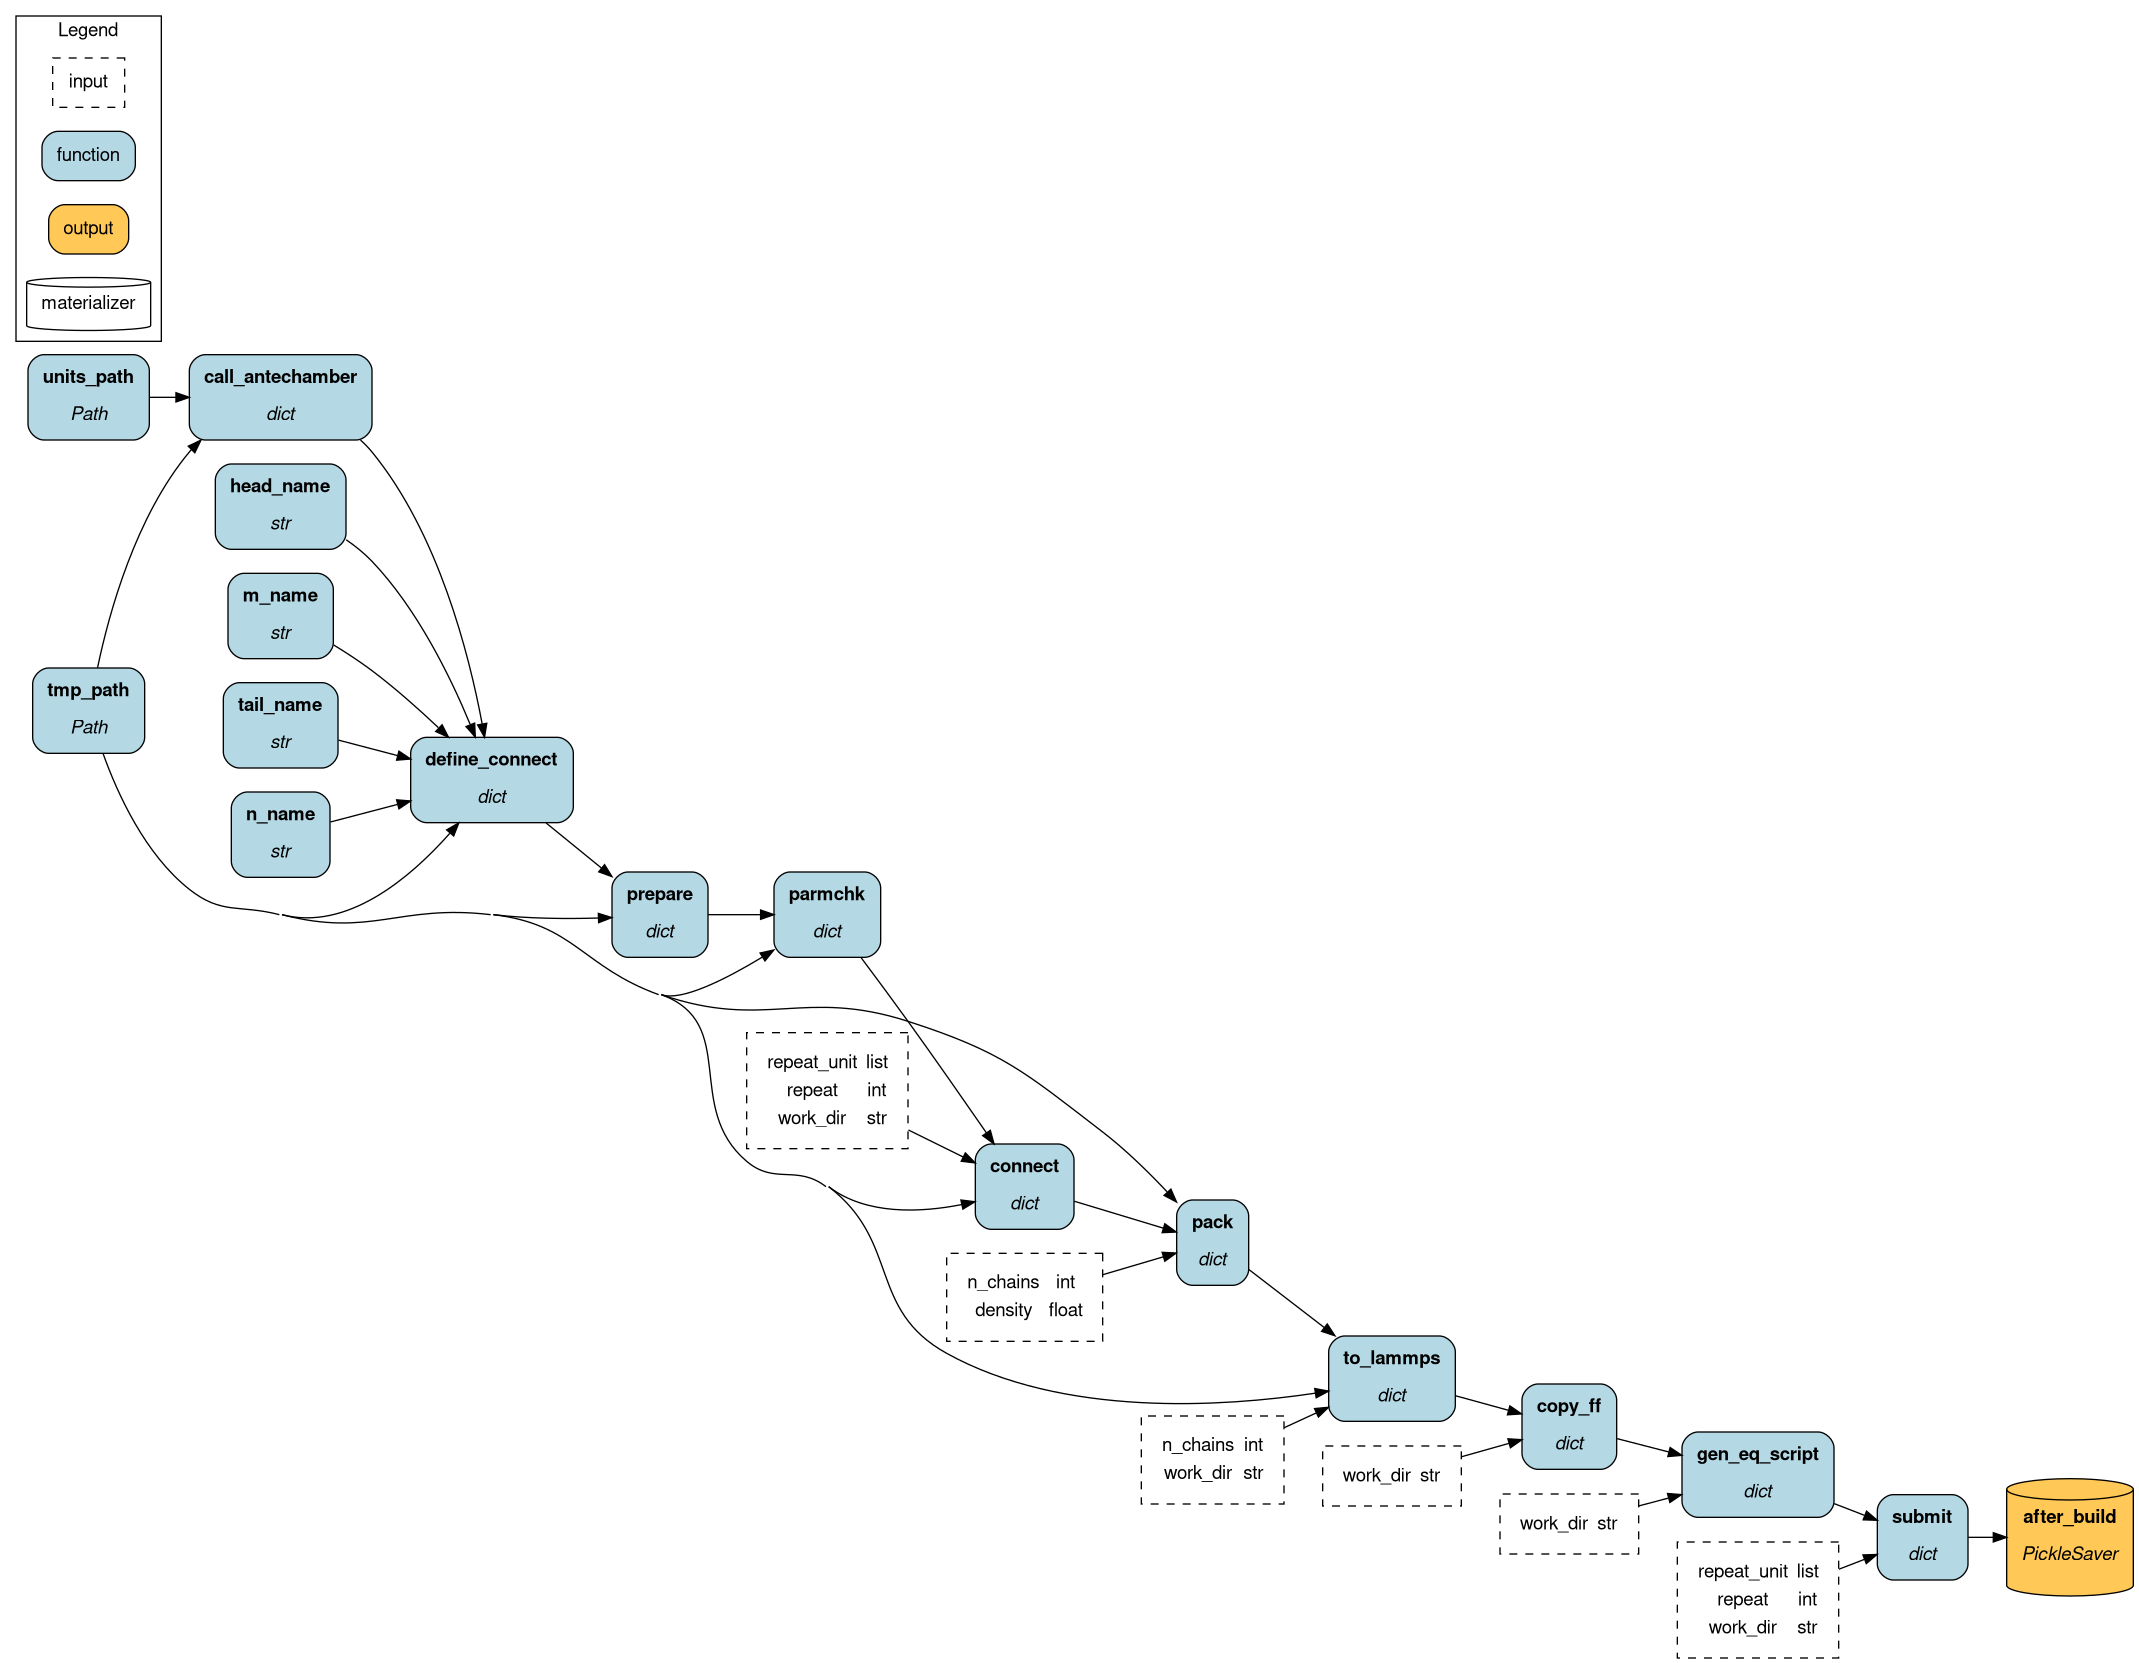 Legend
input
function
output
materializer
units_path
Path
call_antechamber
dict
head_name
str
m_name
str
tmp_path
Path
tail_name
str
define_connect
dict
n_name
str
prepare
dict
parmchk
dict
repeat_unit list
repeat int
work_dir str
connect
dict
pack
dict
n_chains int
density float
to_lammps
dict
n_chains int
work_dir str
copy_ff
dict
work_dir str
gen_eq_script
dict
work_dir str
submit
dict
after_build
PickleSaver
repeat_unit list
repeat int
work_dir str